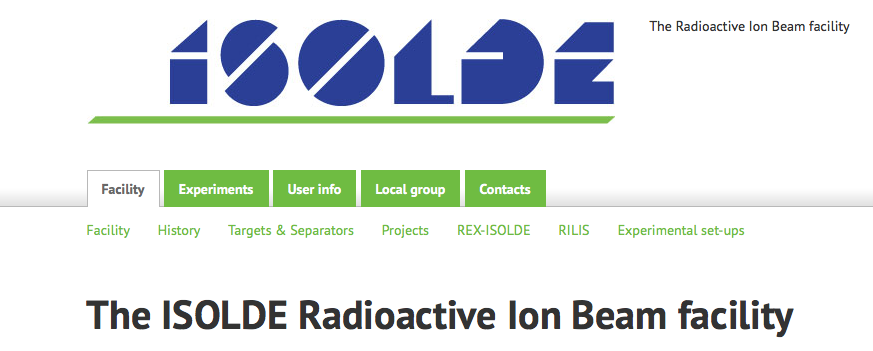 ISOLDE
The Radioactive Ion Beam facility
Facility Experiments User info Local group Contacts
Facility History Targets & Separators Projects REX-ISOLDE RILIS Experimental set-ups
The ISOLDE Radioactive Ion Beam facility